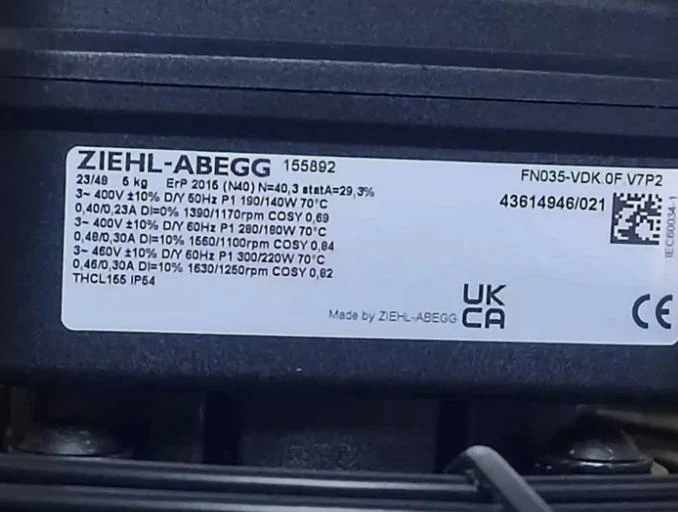 ZIEHL-ABEGG 155892
FN035-VDK.0F.V7P2
23/48 5 kg ErP 2015 (N40) N=40,3 statA=29,3%
43614946/021
3~ 400V ±10% D/Y 50Hz P1 190/140W 70°C
0,40/0,23A DI=0% 1390/1170rpm COSY 0,69
3~ 400V ±10% D/Y 60Hz P1 280/180W 70°C
0,48/0,30A DI=10% 1560/1100rpm COSY 0,84
3~ 460V ±10% D/Y 60Hz P1 300/220W 70°C
0,46/0,30A DI=10% 1630/1250rpm COSY 0,82
THCL155 IP54
IEC60034-1
Made by ZIEHL-ABEGG
UK
CA
CE